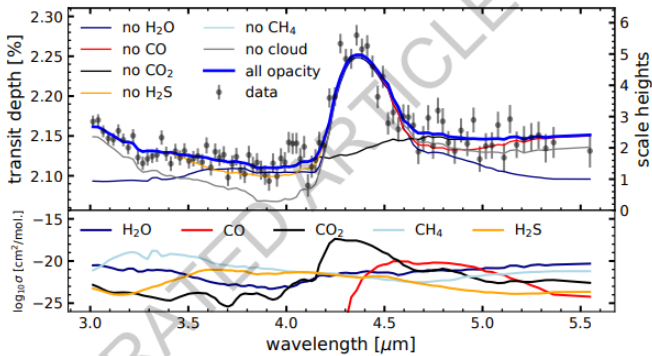 2.30
2.25
2.20
2.15
2.10
transit depth [%]
no H₂O
no CO
no CO₂
no H₂S
no CH₄
no cloud
all opacity
data
6
5
4
3
2
1
0
scale heights
−15
−20
−25
log₁₀σ [cm²/mol.]
H₂O
CO
CO₂
CH₄
H₂S
3.0
3.5
4.0
4.5
5.0
5.5
wavelength [μm]
RATED ARTICLE